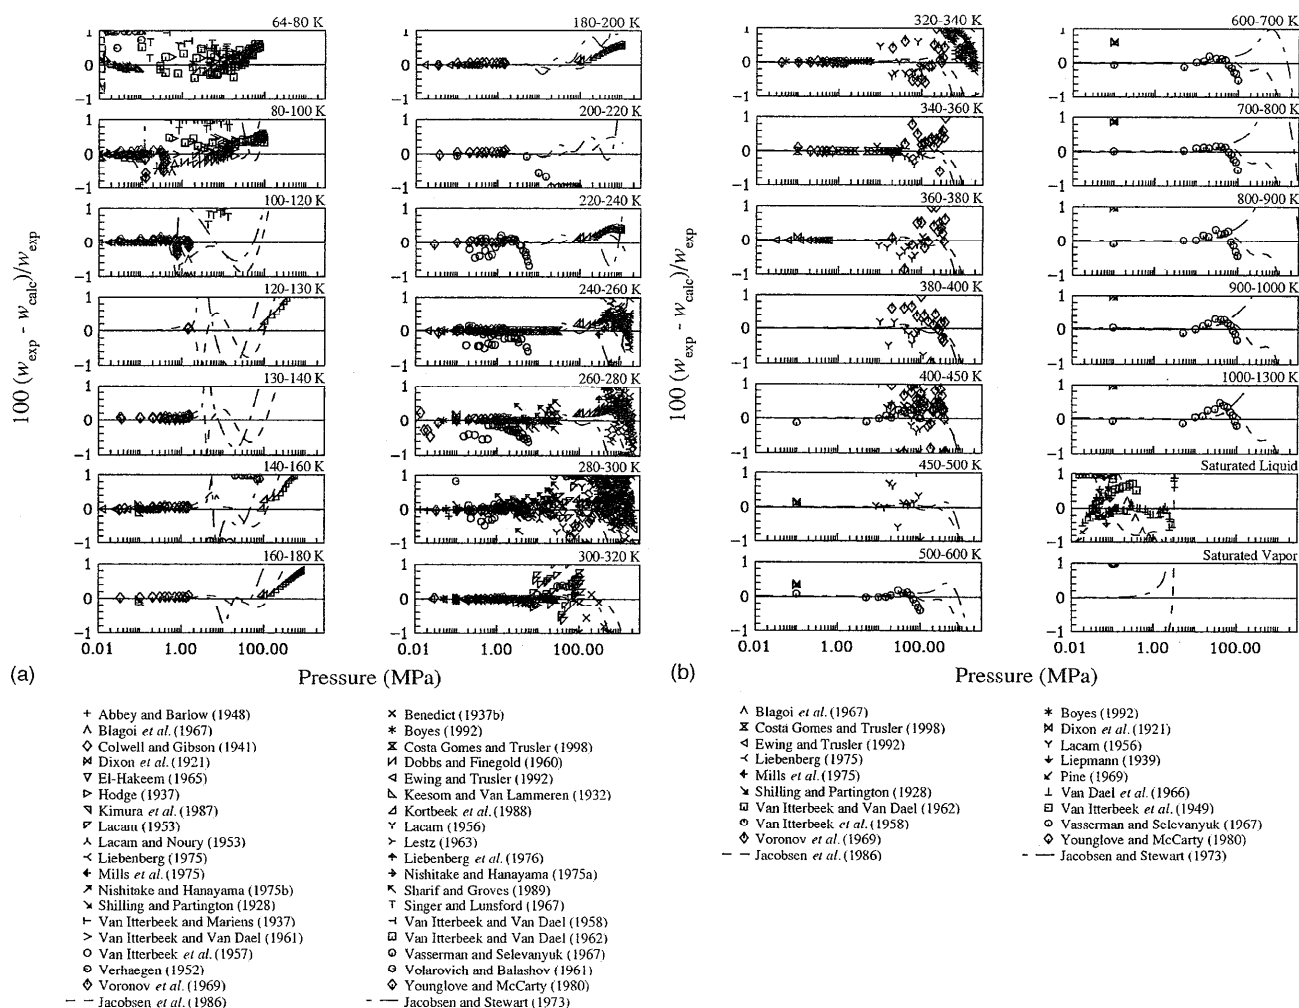 64-80 K
80-100 K
100-120 K
120-130 K
130-140 K
140-160 K
160-180 K
180-200 K
200-220 K
220-240 K
240-260 K
260-280 K
280-300 K
300-320 K
1
0
-1
0.01 1.00 100.00
0.01 1.00 100.00
100 (w_exp - w_calc)/w_exp
(a)
Pressure (MPa)
320-340 K
340-360 K
360-380 K
380-400 K
400-450 K
450-500 K
500-600 K
600-700 K
700-800 K
800-900 K
900-1000 K
1000-1300 K
Saturated Liquid
Saturated Vapor
1
0
-1
0.01 1.00 100.00
0.01 1.00 100.00
100 (w_exp - w_calc)/w_exp
(b)
Pressure (MPa)
Abbey and Barlow (1948)
Blagoi et al. (1967)
Colwell and Gibson (1941)
Dixon et al. (1921)
El-Hakeem (1965)
Hodge (1937)
Kimura et al. (1987)
Lacam (1953)
Lacam and Noury (1953)
Liebenberg (1975)
Mills et al. (1975)
Nishitake and Hanayama (1975b)
Shilling and Partington (1928)
Van Itterbeek and Mariens (1937)
Van Itterbeek and Van Dael (1961)
Van Itterbeek et al. (1957)
Verhaegen (1952)
Voronov et al. (1969)
Jacobsen et al. (1986)
Benedict (1937b)
Boyes (1992)
Costa Gomes and Trusler (1998)
Dobbs and Finegold (1960)
Ewing and Trusler (1992)
Keesom and Van Lammeren (1932)
Kortbeek et al. (1988)
Lacam (1956)
Lestz (1963)
Liebenberg et al. (1976)
Nishitake and Hanayama (1975a)
Sharif and Groves (1989)
Singer and Lunsford (1967)
Van Itterbeek and Van Dael (1958)
Van Itterbeek and Van Dael (1962)
Vasserman and Selevanyuk (1967)
Volarovich and Balashov (1961)
Younglove and McCarty (1980)
Jacobsen and Stewart (1973)
Blagoi et al. (1967)
Costa Gomes and Trusler (1998)
Ewing and Trusler (1992)
Liebenberg (1975)
Mills et al. (1975)
Shilling and Partington (1928)
Van Itterbeek and Van Dael (1962)
Van Itterbeek et al. (1958)
Voronov et al. (1969)
Jacobsen et al. (1986)
Boyes (1992)
Dixon et al. (1921)
Lacam (1956)
Liepmann (1939)
Pine (1969)
Van Dael et al. (1966)
Van Itterbeek et al. (1949)
Vasserman and Selevanyuk (1967)
Younglove and McCarty (1980)
Jacobsen and Stewart (1973)